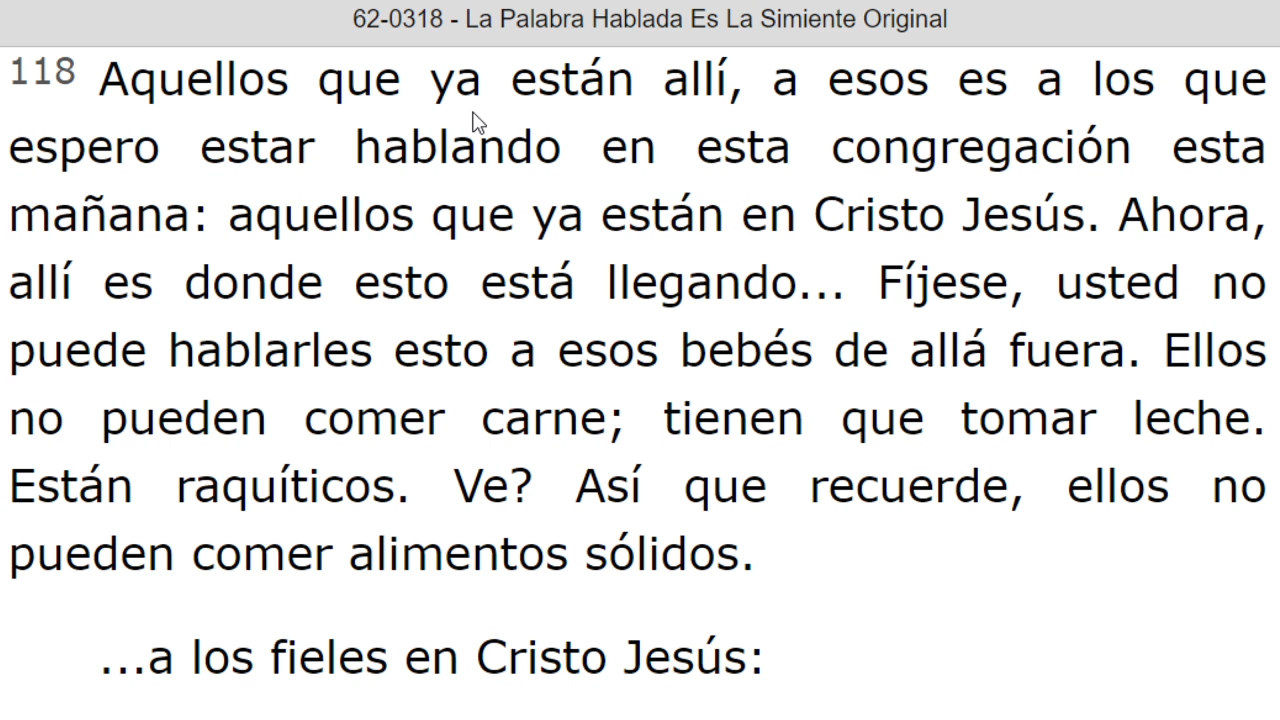 62-0318 - La Palabra Hablada Es La Simiente Original
118 Aquellos que ya están allí, a esos es a los que
espero estar hablando en esta congregación esta
mañana: aquellos que ya están en Cristo Jesús. Ahora,
allí es donde esto está llegando... Fíjese, usted no
puede hablarles esto a esos bebés de allá fuera. Ellos
no pueden comer carne; tienen que tomar leche.
Están raquíticos. Ve? Así que recuerde, ellos no
pueden comer alimentos sólidos.
...a los fieles en Cristo Jesús: